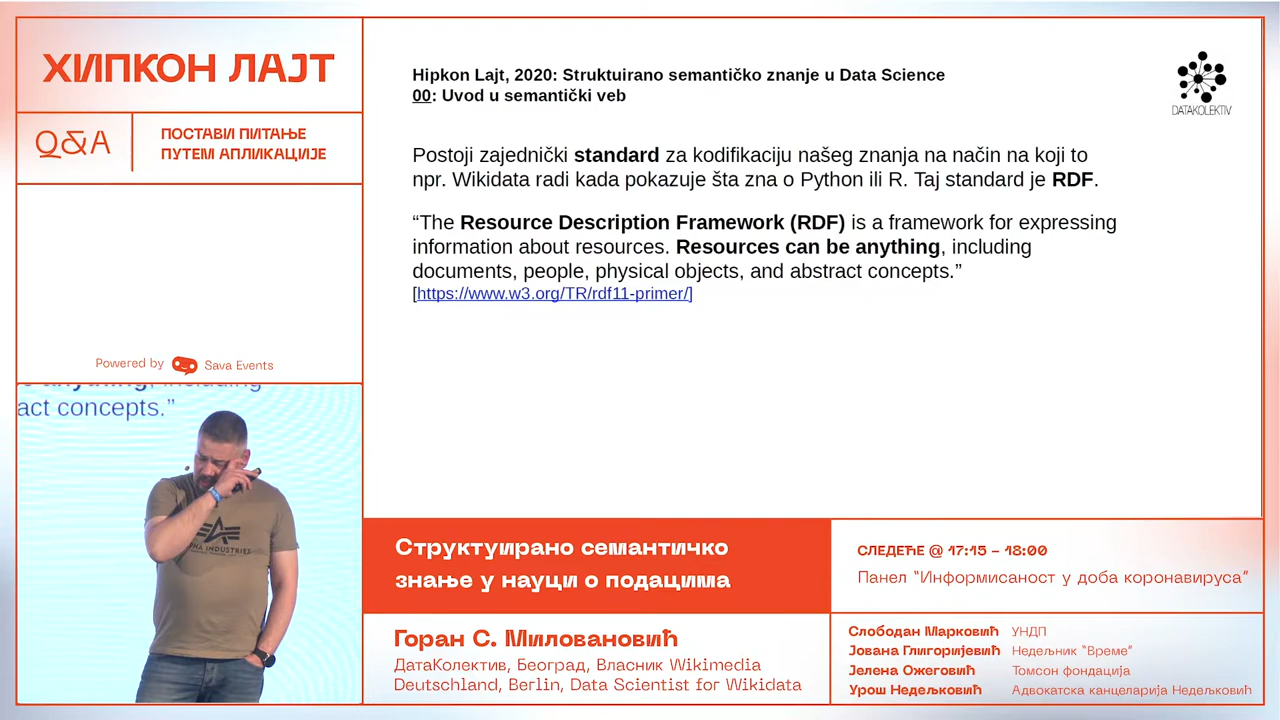 ХИПКОН ЛАЈТ
Q&A
ПОСТАВИ ПИТАЊЕ
ПУТЕМ АПЛИКАЦИЈЕ
Powered by Sava Events
Hipkon Lajt, 2020: Struktuirano semantičko znanje u Data Science
00: Uvod u semantički veb
DATAKOLEKTIV
Postoji zajednički standard za kodifikaciju našeg znanja na način na koji to
npr. Wikidata radi kada pokazuje šta zna o Python ili R. Taj standard je RDF.
“The Resource Description Framework (RDF) is a framework for expressing
information about resources. Resources can be anything, including
documents, people, physical objects, and abstract concepts.”
[https://www.w3.org/TR/rdf11-primer/]
anything, including
act concepts.”
INDUSTRIES
Структуирано семантичко
знање у науци о подацима
Горан С. Миловановић
ДатаКолектив, Београд, Власник Wikimedia
Deutschland, Berlin, Data Scientist for Wikidata
СЛЕДЕЋЕ @ 17:15 – 18:00
Панел “Информисаност у доба коронавируса”
Слободан Марковић УНДП
Јована Глигоријевић Недељник “Време”
Јелена Ожеговић Томсон фондација
Урош Недељковић Адвокатска канцеларија Недељковић